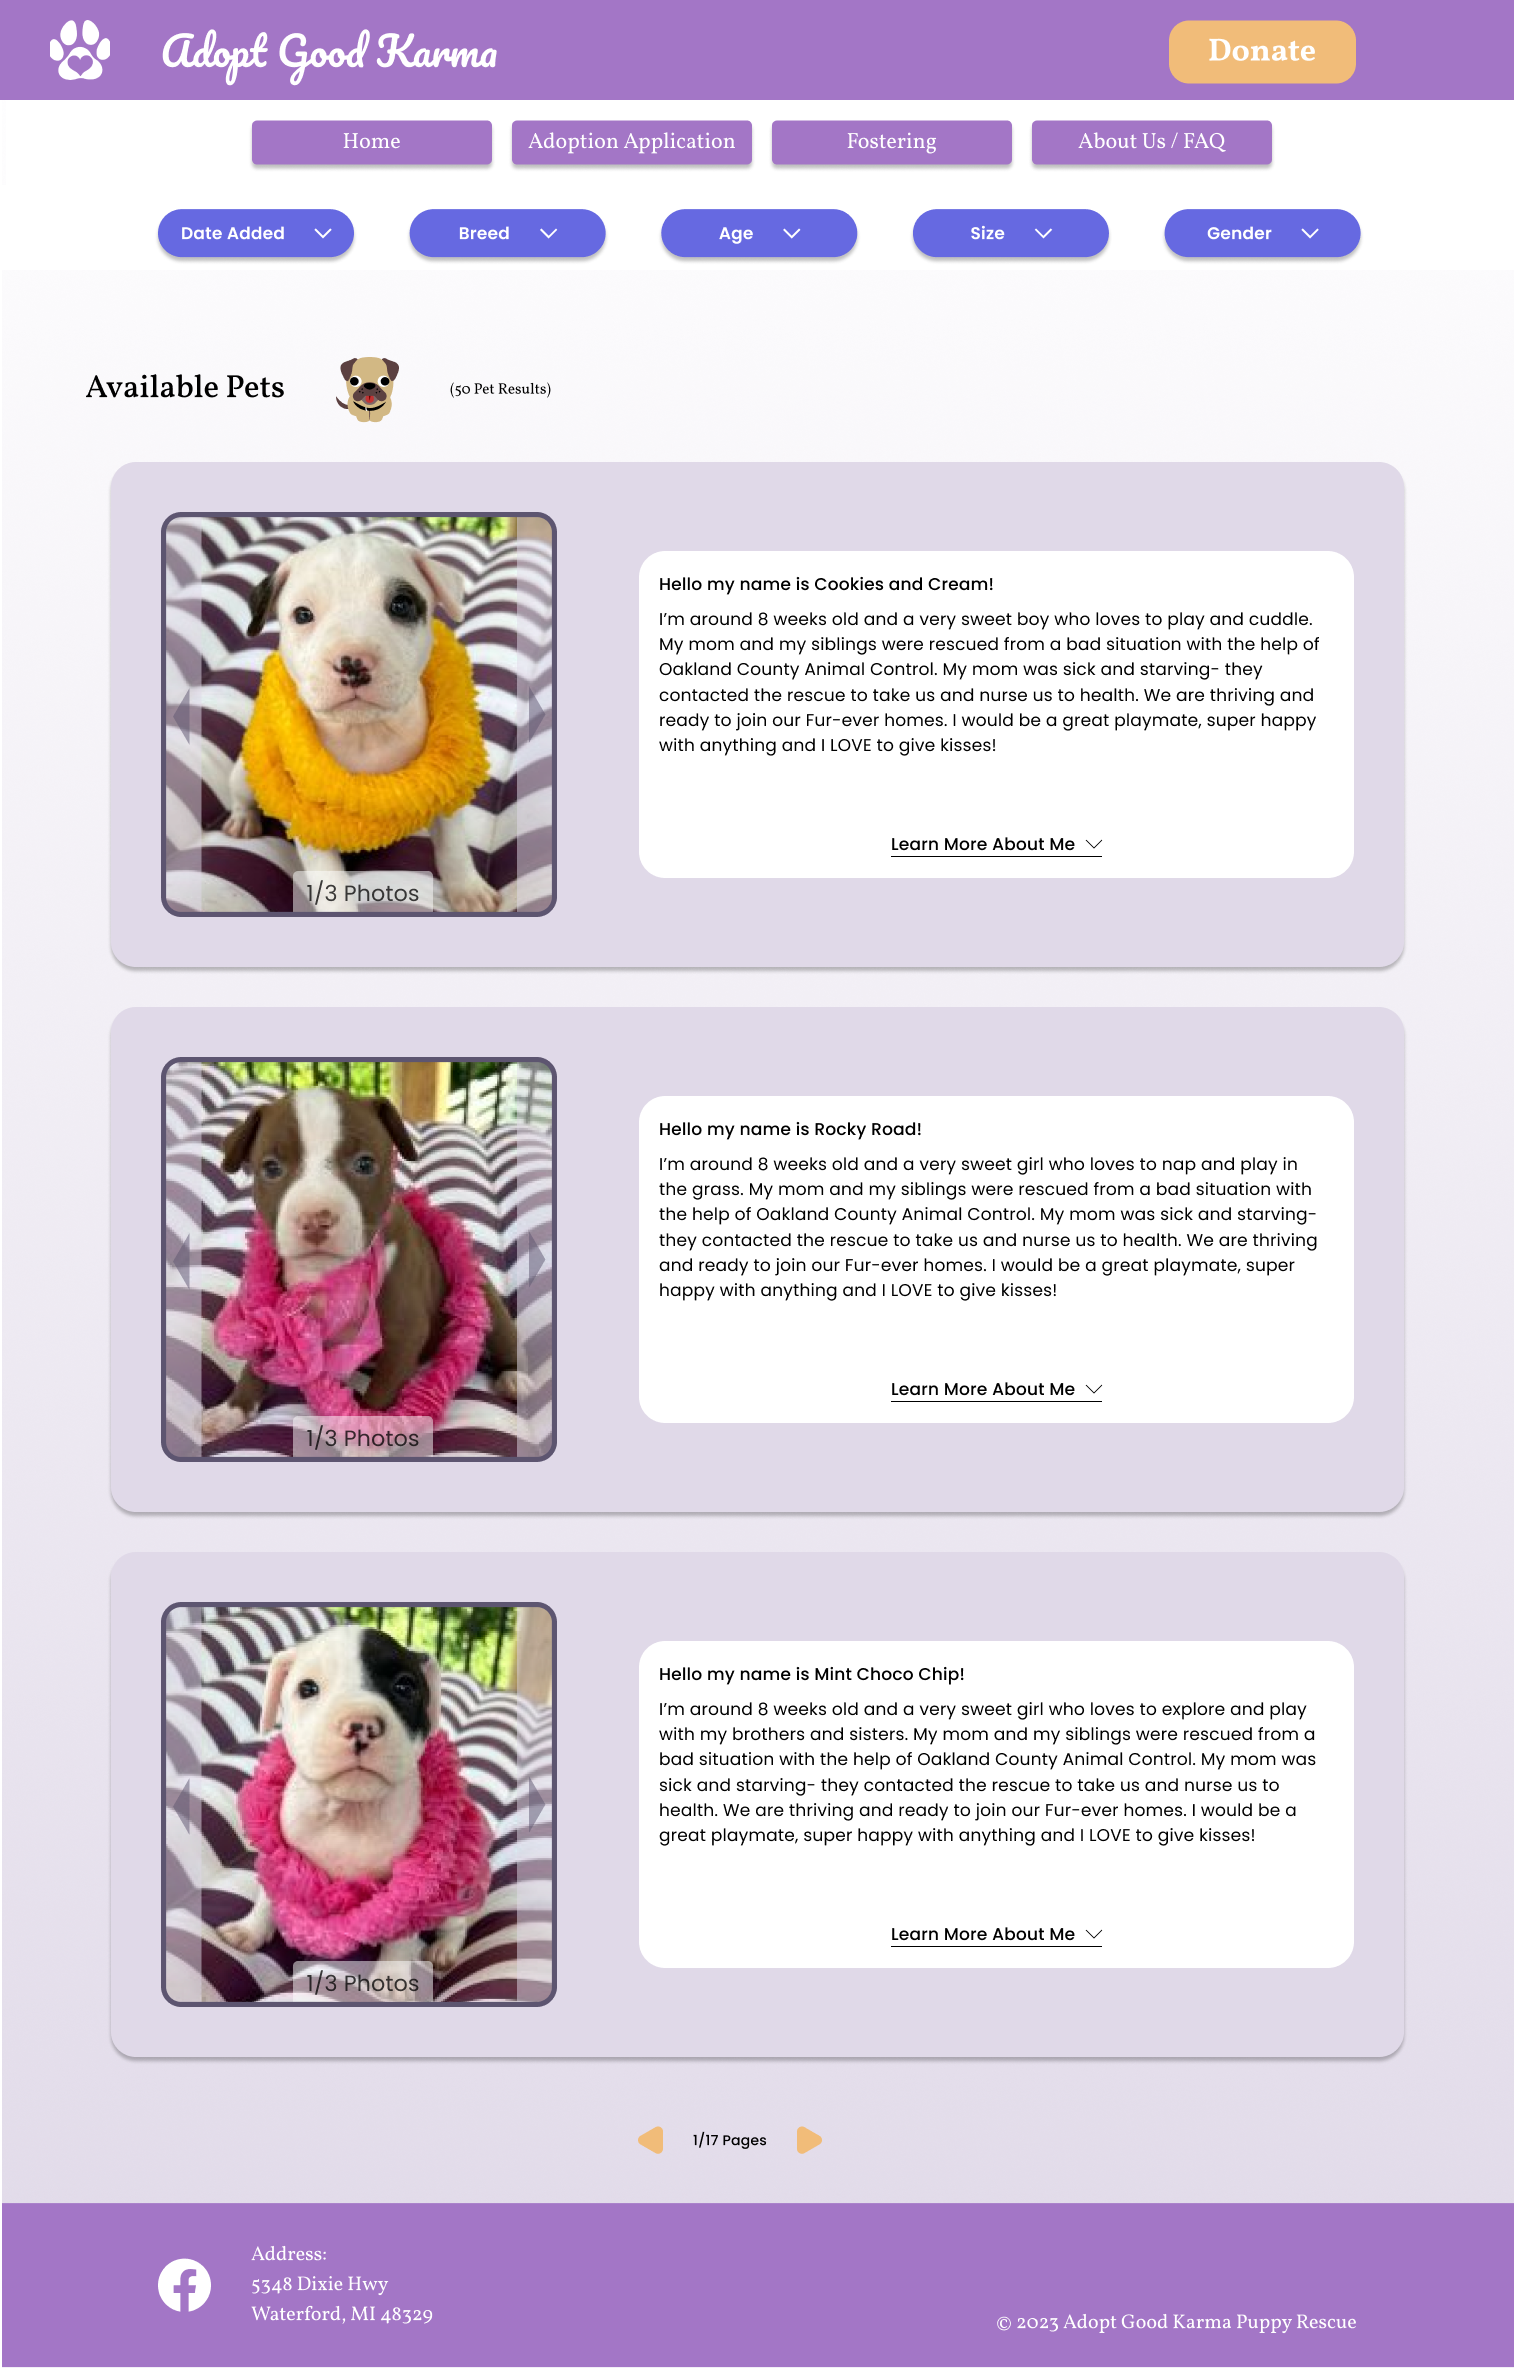 Adopt Good Karma
Donate
Home
Adoption Application
Fostering
About Us / FAQ
Date Added
Breed
Age
Size
Gender
Available Pets
(50 Pet Results)
1/3 Photos
Hello my name is Cookies and Cream!
I'm around 8 weeks old and a very sweet boy who loves to play and cuddle.
My mom and my siblings were rescued from a bad situation with the help of
Oakland County Animal Control. My mom was sick and starving- they
contacted the rescue to take us and nurse us to health. We are thriving and
ready to join our Fur-ever homes. I would be a great playmate, super happy
with anything and I LOVE to give kisses!
Learn More About Me
1/3 Photos
Hello my name is Rocky Road!
I'm around 8 weeks old and a very sweet girl who loves to nap and play in
the grass. My mom and my siblings were rescued from a bad situation with
the help of Oakland County Animal Control. My mom was sick and starving-
they contacted the rescue to take us and nurse us to health. We are thriving
and ready to join our Fur-ever homes. I would be a great playmate, super
happy with anything and I LOVE to give kisses!
Learn More About Me
1/3 Photos
Hello my name is Mint Choco Chip!
I'm around 8 weeks old and a very sweet girl who loves to explore and play
with my brothers and sisters. My mom and my siblings were rescued from a
bad situation with the help of Oakland County Animal Control. My mom was
sick and starving- they contacted the rescue to take us and nurse us to
health. We are thriving and ready to join our Fur-ever homes. I would be a
great playmate, super happy with anything and I LOVE to give kisses!
Learn More About Me
1/17 Pages
Address:
5348 Dixie Hwy
Waterford, MI 48329
© 2023 Adopt Good Karma Puppy Rescue